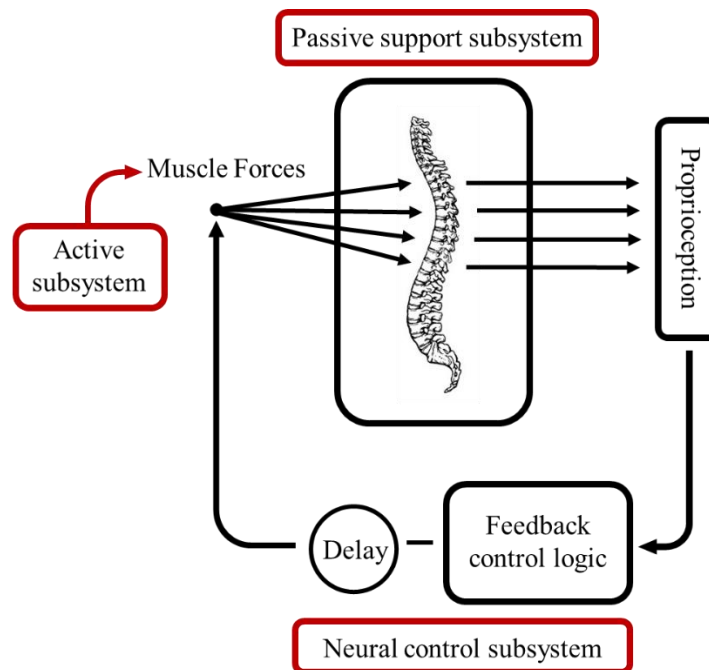 Passive support subsystem
Muscle Forces
Active
subsystem
Proprioception
Delay
Feedback
control logic
Neural control subsystem